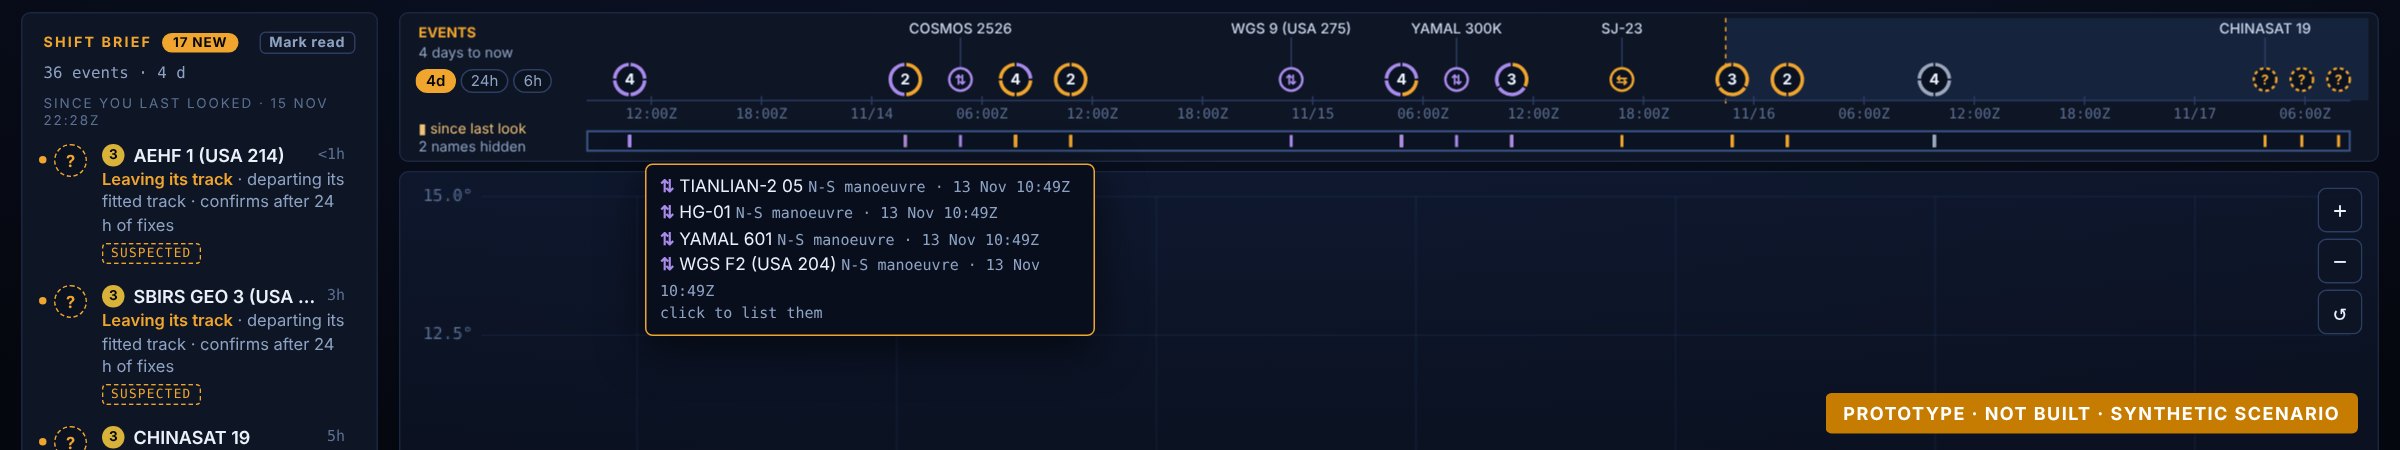 SHIFT BRIEF 17 NEW Mark read
36 events · 4 d
SINCE YOU LAST LOOKED · 15 NOV
22:28Z
? 3 AEHF 1 (USA 214) <1h
Leaving its track · departing its
fitted track · confirms after 24
h of fixes
SUSPECTED
? 3 SBIRS GEO 3 (USA ... 3h
Leaving its track · departing its
fitted track · confirms after 24
h of fixes
SUSPECTED
? 3 CHINASAT 19 5h
EVENTS
4 days to now
4d 24h 6h
▮ since last look
2 names hidden
COSMOS 2526 WGS 9 (USA 275) YAMAL 300K SJ-23 CHINASAT 19
4 2 ⇅ 4 2 ⇅ 4 ⇅ 3 ⇆ 3 2 4 ? ? ?
12:00Z 18:00Z 11/14 06:00Z 12:00Z 18:00Z 11/15 06:00Z 12:00Z 18:00Z 11/16 06:00Z 12:00Z 18:00Z 11/17 06:00Z
⇅ TIANLIAN-2 05 N-S manoeuvre · 13 Nov 10:49Z
⇅ HG-01 N-S manoeuvre · 13 Nov 10:49Z
⇅ YAMAL 601 N-S manoeuvre · 13 Nov 10:49Z
⇅ WGS F2 (USA 204) N-S manoeuvre · 13 Nov
10:49Z
click to list them
15.0°
12.5°
+
−
↺
PROTOTYPE · NOT BUILT · SYNTHETIC SCENARIO